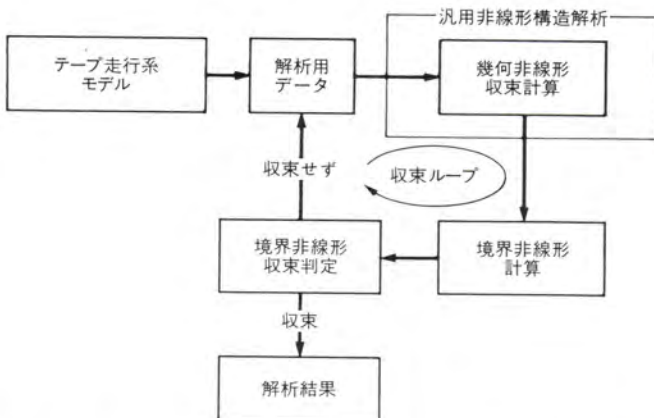 汎用非線形構造解析
テープ走行系
モデル
解析用
データ
幾何非線形
収束計算
収束せず
収束ループ
境界非線形
収束判定
境界非線形
計算
収束
解析結果